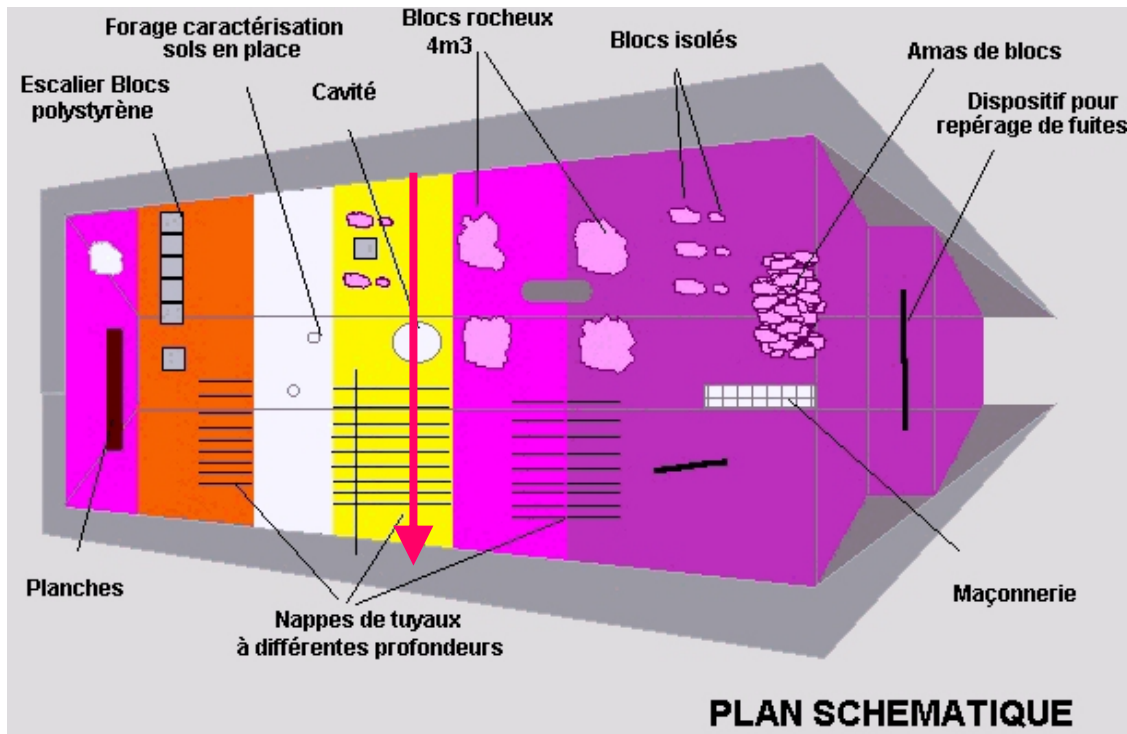 Forage caractérisation
sols en place
Blocs rocheux
4m3
Blocs isolés
Amas de blocs
Escalier Blocs
polystyrène
Cavité
Dispositif pour
repérage de fuites
Planches
Nappes de tuyaux
à différentes profondeurs
Maçonnerie
PLAN SCHEMATIQUE